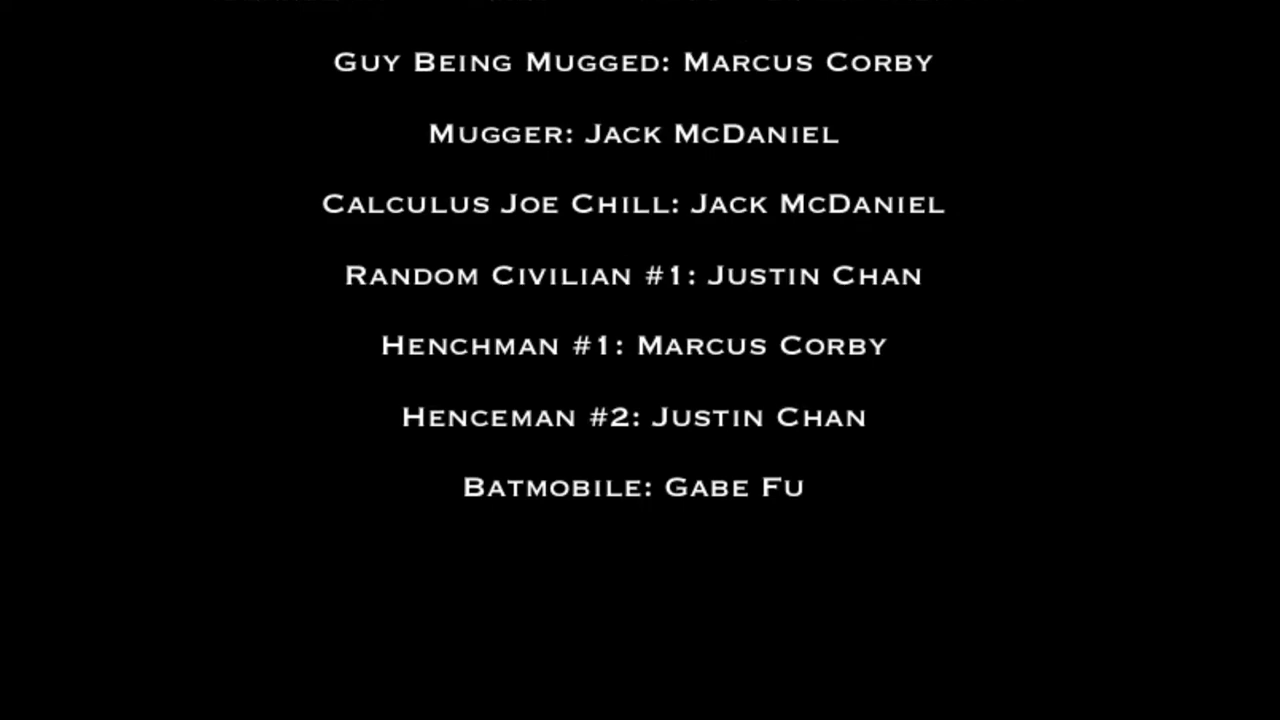 Guy Being Mugged: Marcus Corby
Mugger: Jack McDaniel
Calculus Joe Chill: Jack McDaniel
Random Civilian #1: Justin Chan
Henchman #1: Marcus Corby
Henceman #2: Justin Chan
Batmobile: Gabe Fu